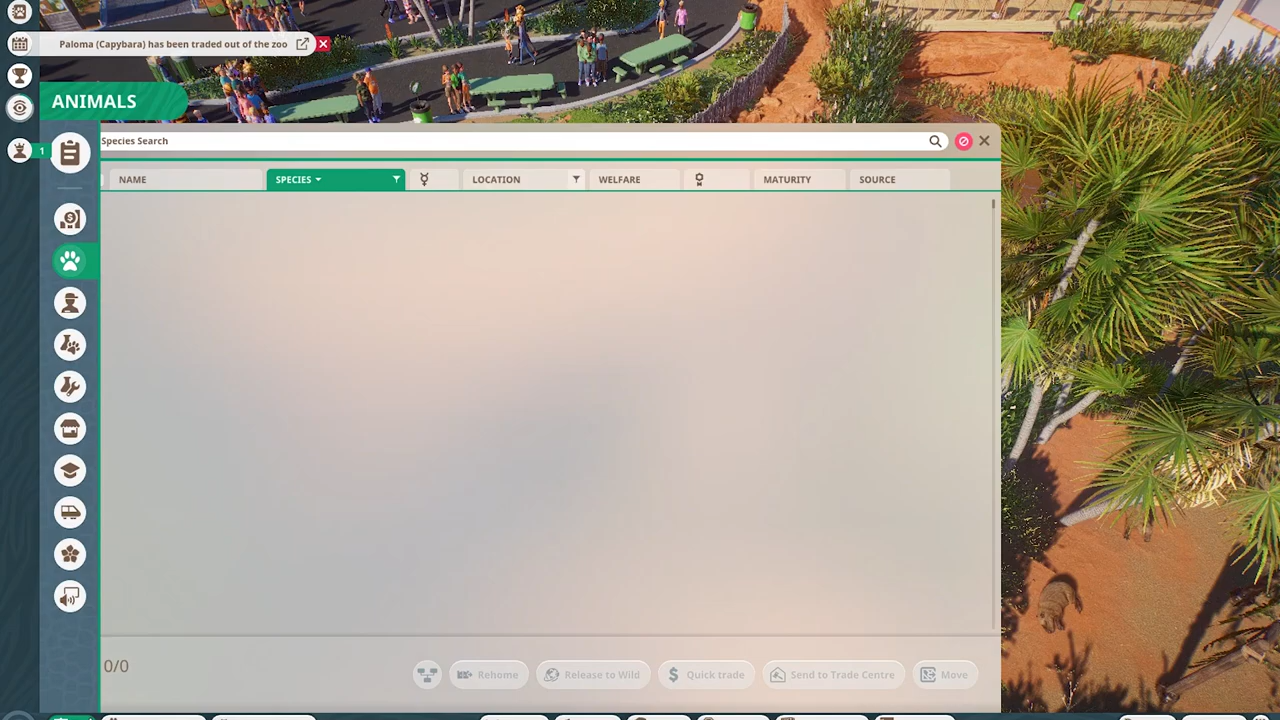 Paloma (Capybara) has been traded out of the zoo
ANIMALS
Species Search
1
NAME
SPECIES
LOCATION
WELFARE
MATURITY
SOURCE
0/0
Rehome
Release to Wild
Quick trade
Send to Trade Centre
Move